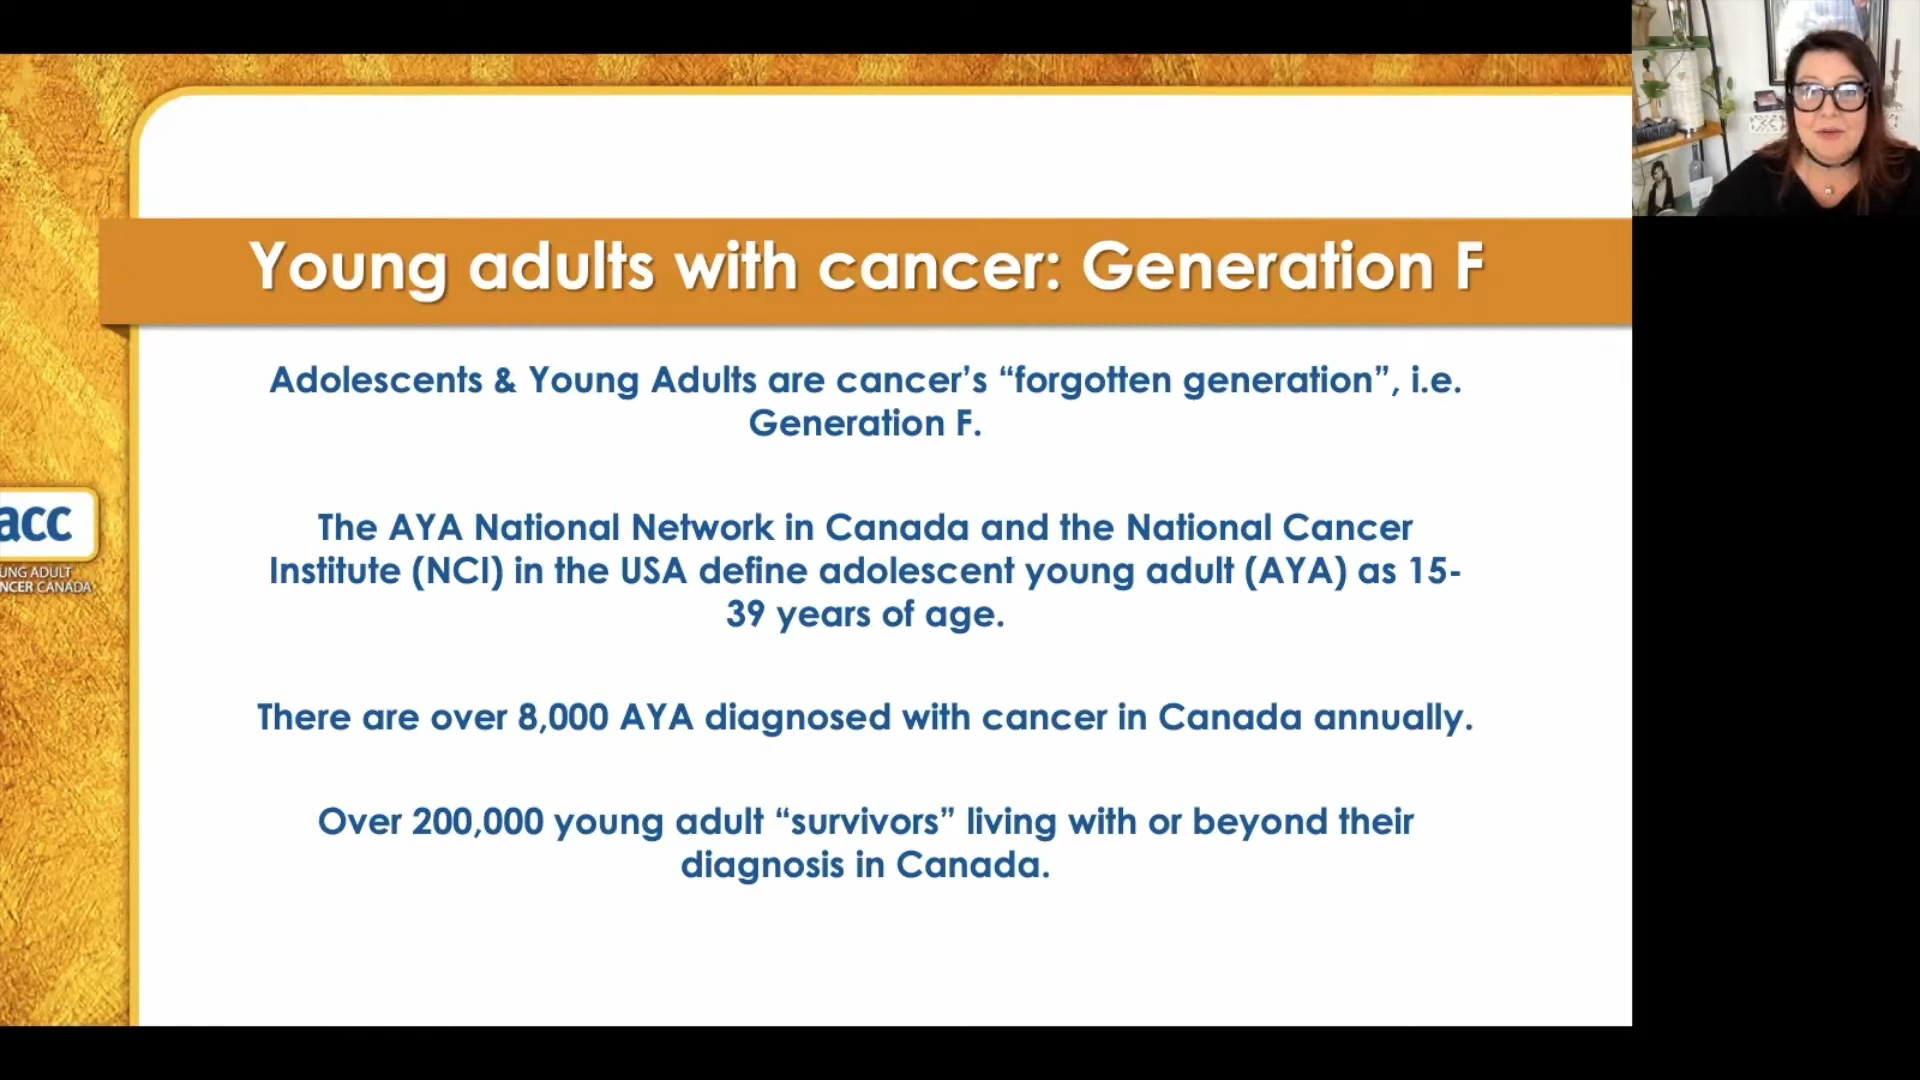 Young adults with cancer: Generation F
Adolescents & Young Adults are cancer’s “forgotten generation”, i.e.
Generation F.
The AYA National Network in Canada and the National Cancer
Institute (NCI) in the USA define adolescent young adult (AYA) as 15-
39 years of age.
There are over 8,000 AYA diagnosed with cancer in Canada annually.
Over 200,000 young adult “survivors” living with or beyond their
diagnosis in Canada.
acc
UNG ADULT
NCER CANADA